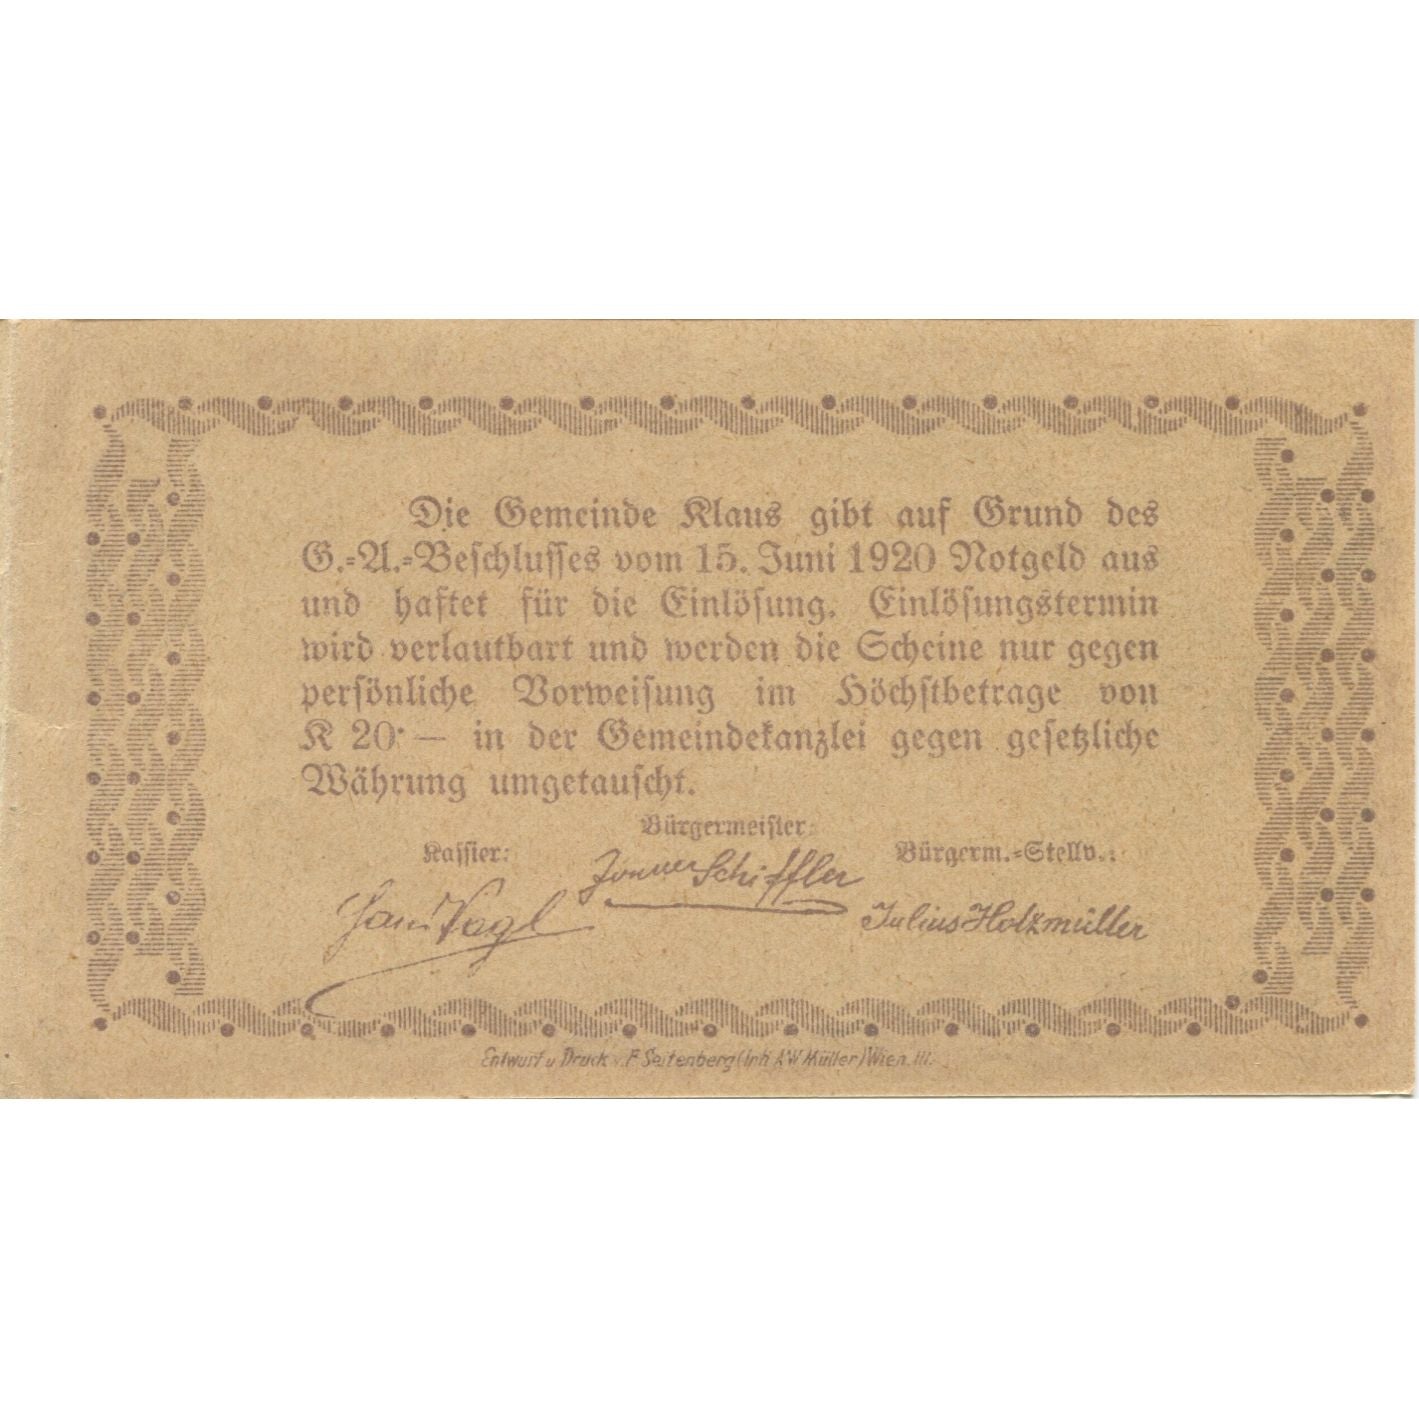 Die Gemeinde Klaus gibt auf Grund des
G.-A.-Beschlusses vom 15. Juni 1920 Notgeld aus
und haftet für die Einlösung. Einlösungstermin
wird verlautbart und werden die Scheine nur gegen
persönliche Vorweisung im Höchstbetrage von
K 20·— in der Gemeindekanzlei gegen gesetzliche
Währung umgetauscht.
Bürgermeister:
Kassier: Bürgerm.-Stellv.:
Schiffler
Vogl Julius Holzmüller
Entwurf u Druck v. F Seitenberg (Inh A.W Müller) Wien. III.